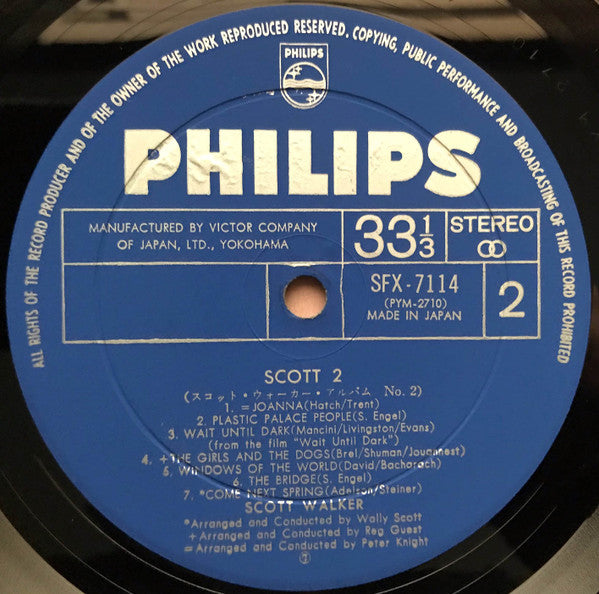 ALL RIGHTS OF THE RECORD PRODUCER AND OF THE OWNER OF THE WORK REPRODUCED RESERVED. COPYING, PUBLIC PERFORMANCE AND BROADCASTING OF THIS RECORD PROHIBITED
PHILIPS
PHILIPS
MANUFACTURED BY VICTOR COMPANY
OF JAPAN, LTD., YOKOHAMA
33 1/3
STEREO
SFX-7114
(PYM-2710)
MADE IN JAPAN
2
SCOTT 2
(スコット・ウォーカー・アルバム No. 2)
1. =JOANNA(Hatch/Trent)
2. PLASTIC PALACE PEOPLE(S. Engel)
3. WAIT UNTIL DARK(Mancini/Livingston/Evans)
(from the film "Wait Until Dark")
4. +THE GIRLS AND THE DOGS(Brel/Shuman/Jouannest)
5. WINDOWS OF THE WORLD(David/Bacharach)
6. THE BRIDGE(S. Engel)
7. *COME NEXT SPRING(Adelson/Steiner)
SCOTT WALKER
*Arranged and Conducted by Wally Scott
+Arranged and Conducted by Reg Guest
=Arranged and Conducted by Peter Knight